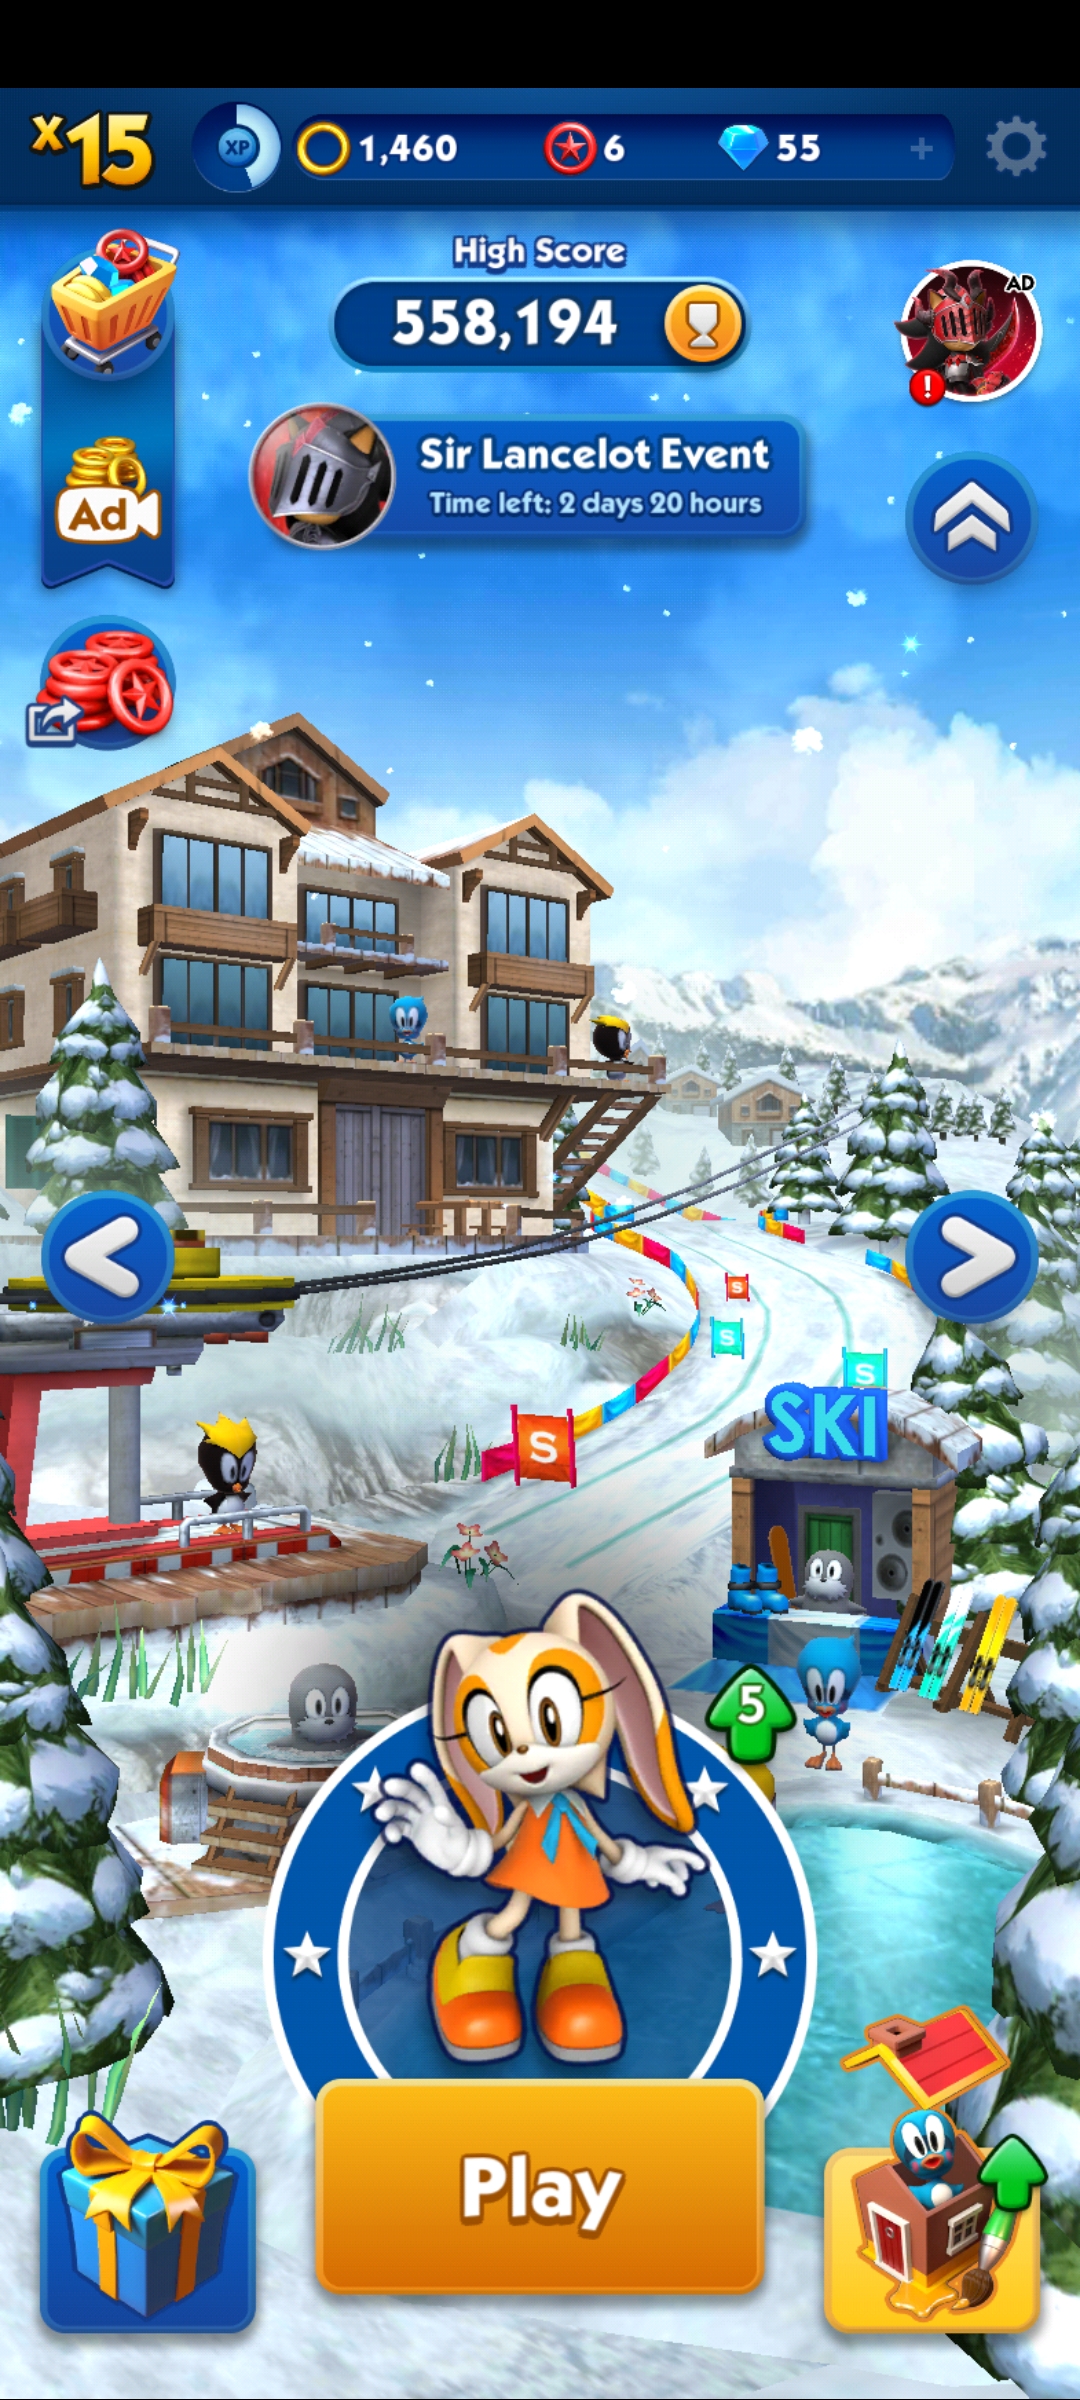 x15
XP
1,460
6
55
+
High Score
558,194
AD
!
Sir Lancelot Event
Time left: 2 days 20 hours
Ad
S
S
S
S
SKI
5
Play